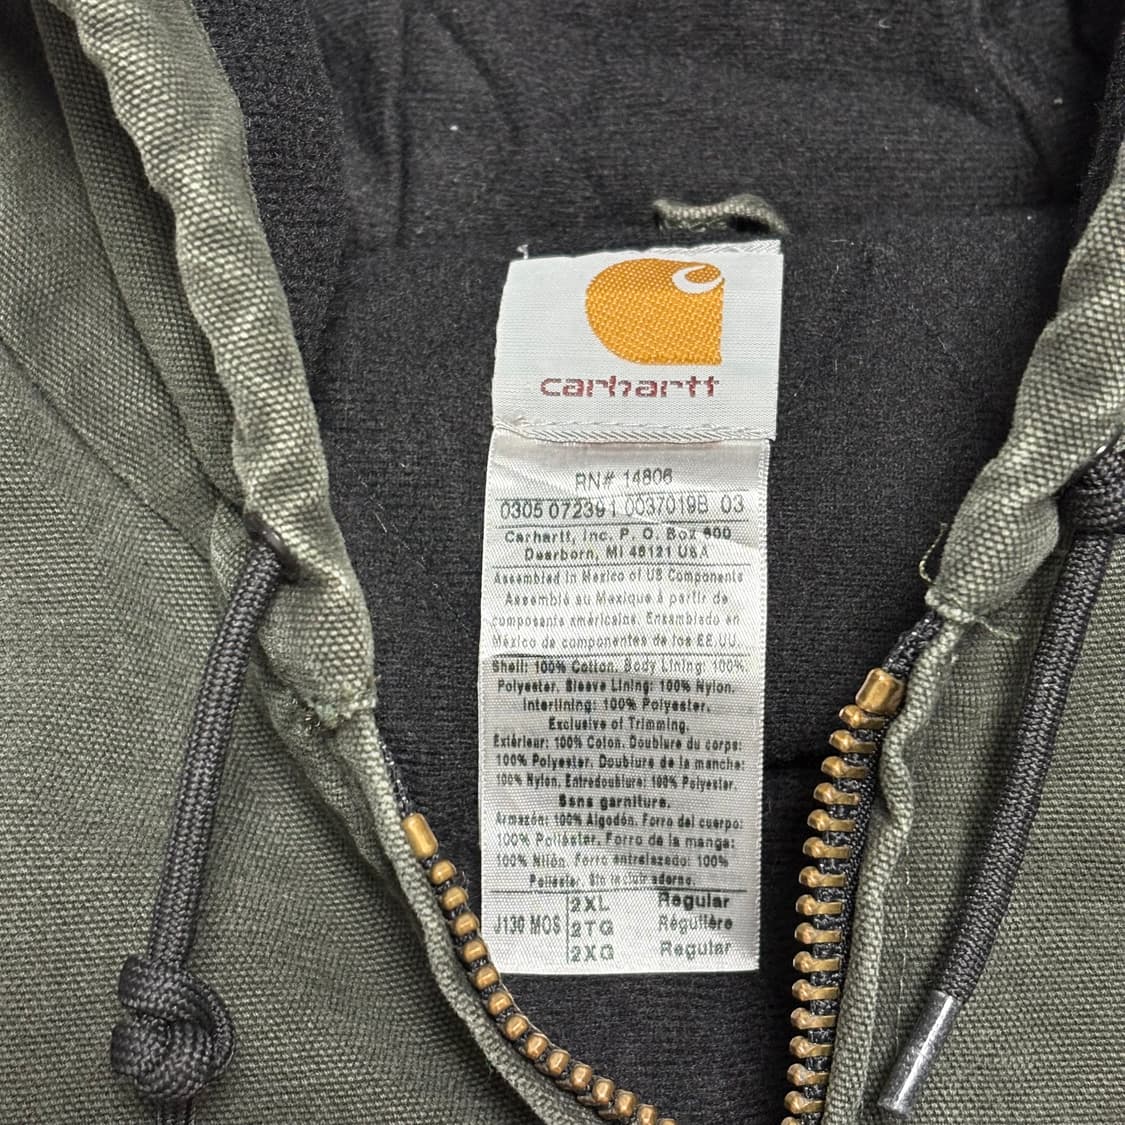 carhartt
RN# 14806
0305 072391 0037019B 03
Carhartt, Inc. P. O. Box 600
Dearborn, MI 48121 USA
Assembled in Mexico of US Components
Assemblé au Mexique à partir de
composants américains. Ensamblado en
México de componentes de los EE.UU.
Shell: 100% Cotton. Body Lining: 100%
Polyester. Sleeve Lining: 100% Nylon.
Interlining: 100% Polyester.
Exclusive of Trimming.
Extérieur: 100% Coton. Doublure du corps:
100% Polyester. Doublure de la manche:
100% Nylon. Entredoublure: 100% Polyester.
Sans garniture.
Armazón: 100% Algodón. Forro del cuerpo:
100% Poliéster. Forro de la manga:
100% Nilón. Forro entrelazado: 100%
Poliéster. Sin incluir adorno.
2XL Regular
J130 MOS 2TG Régulière
2XG Regular